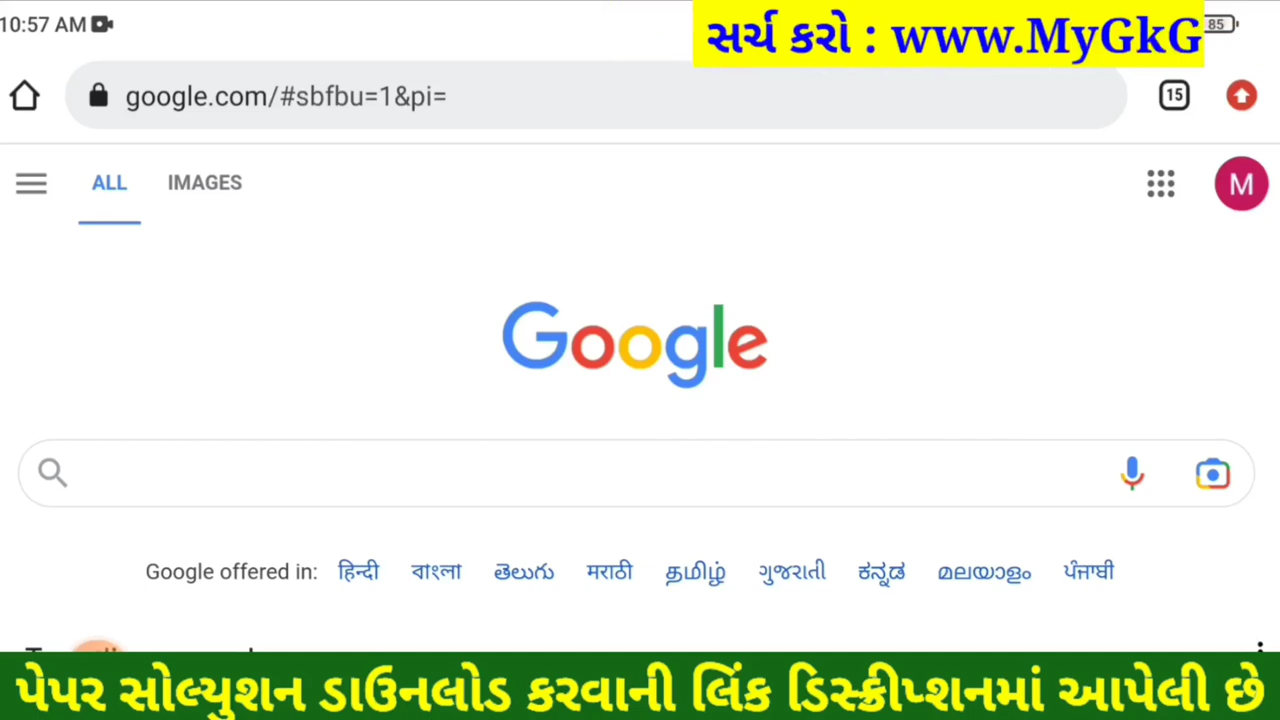 10:57 AM
સર્ચ કરો : www.MyGkG
85
google.com/#sbfbu=1&pi=
15
ALL IMAGES
M
Google
Google offered in: हिन्दी বাংলা తెలుగు मराठी தமிழ் ગુજરાતી ಕನ್ನಡ മലയാളം ਪੰਜਾਬੀ
પેપર સોલ્યુશન ડાઉનલોડ કરવાની લિંક ડિસ્ક્રીપ્શનમાં આપેલી છે